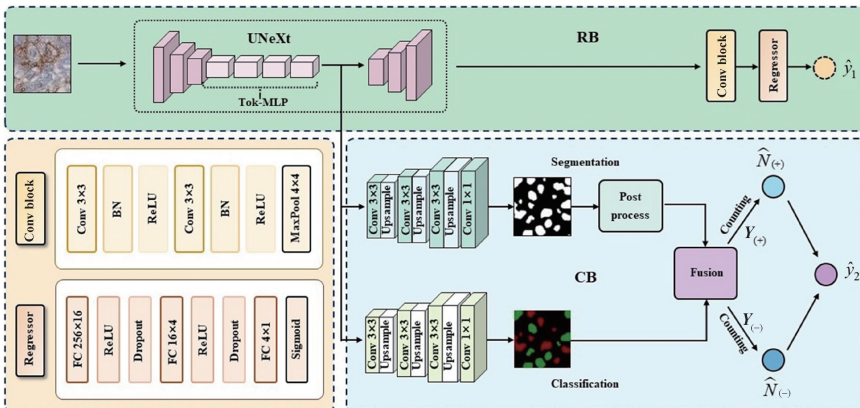 UNeXt
RB
Tok-MLP
Conv block
Regressor
ŷ₁
Conv block
Conv 3×3
BN
ReLU
Conv 3×3
BN
ReLU
MaxPool 4×4
Regressor
FC 256×16
ReLU
Dropout
FC 16×4
ReLU
Dropout
FC 4×1
Sigmoid
Segmentation
Conv 3×3
Upsample
Conv 3×3
Upsample
Conv 3×3
Upsample
Conv 1×1
Post
process
CB
Fusion
Conv 3×3
Upsample
Conv 3×3
Upsample
Conv 3×3
Upsample
Conv 1×1
Classification
Counting
Y₍₊₎
N̂₍₊₎
Counting
Y₍₋₎
N̂₍₋₎
ŷ₂